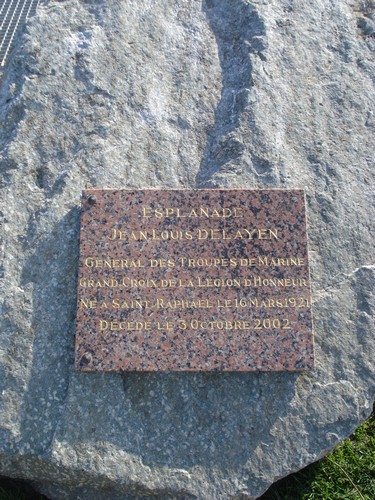 ESPLANADE
JEAN LOUIS DELAYEN
GENERAL DES TROUPES DE MARINE
GRAND-CROIX DE LA LEGION D'HONNEUR
NE A SAINT-RAPHAEL LE 16 MARS 1921
DECEDE LE 3 OCTOBRE 2002